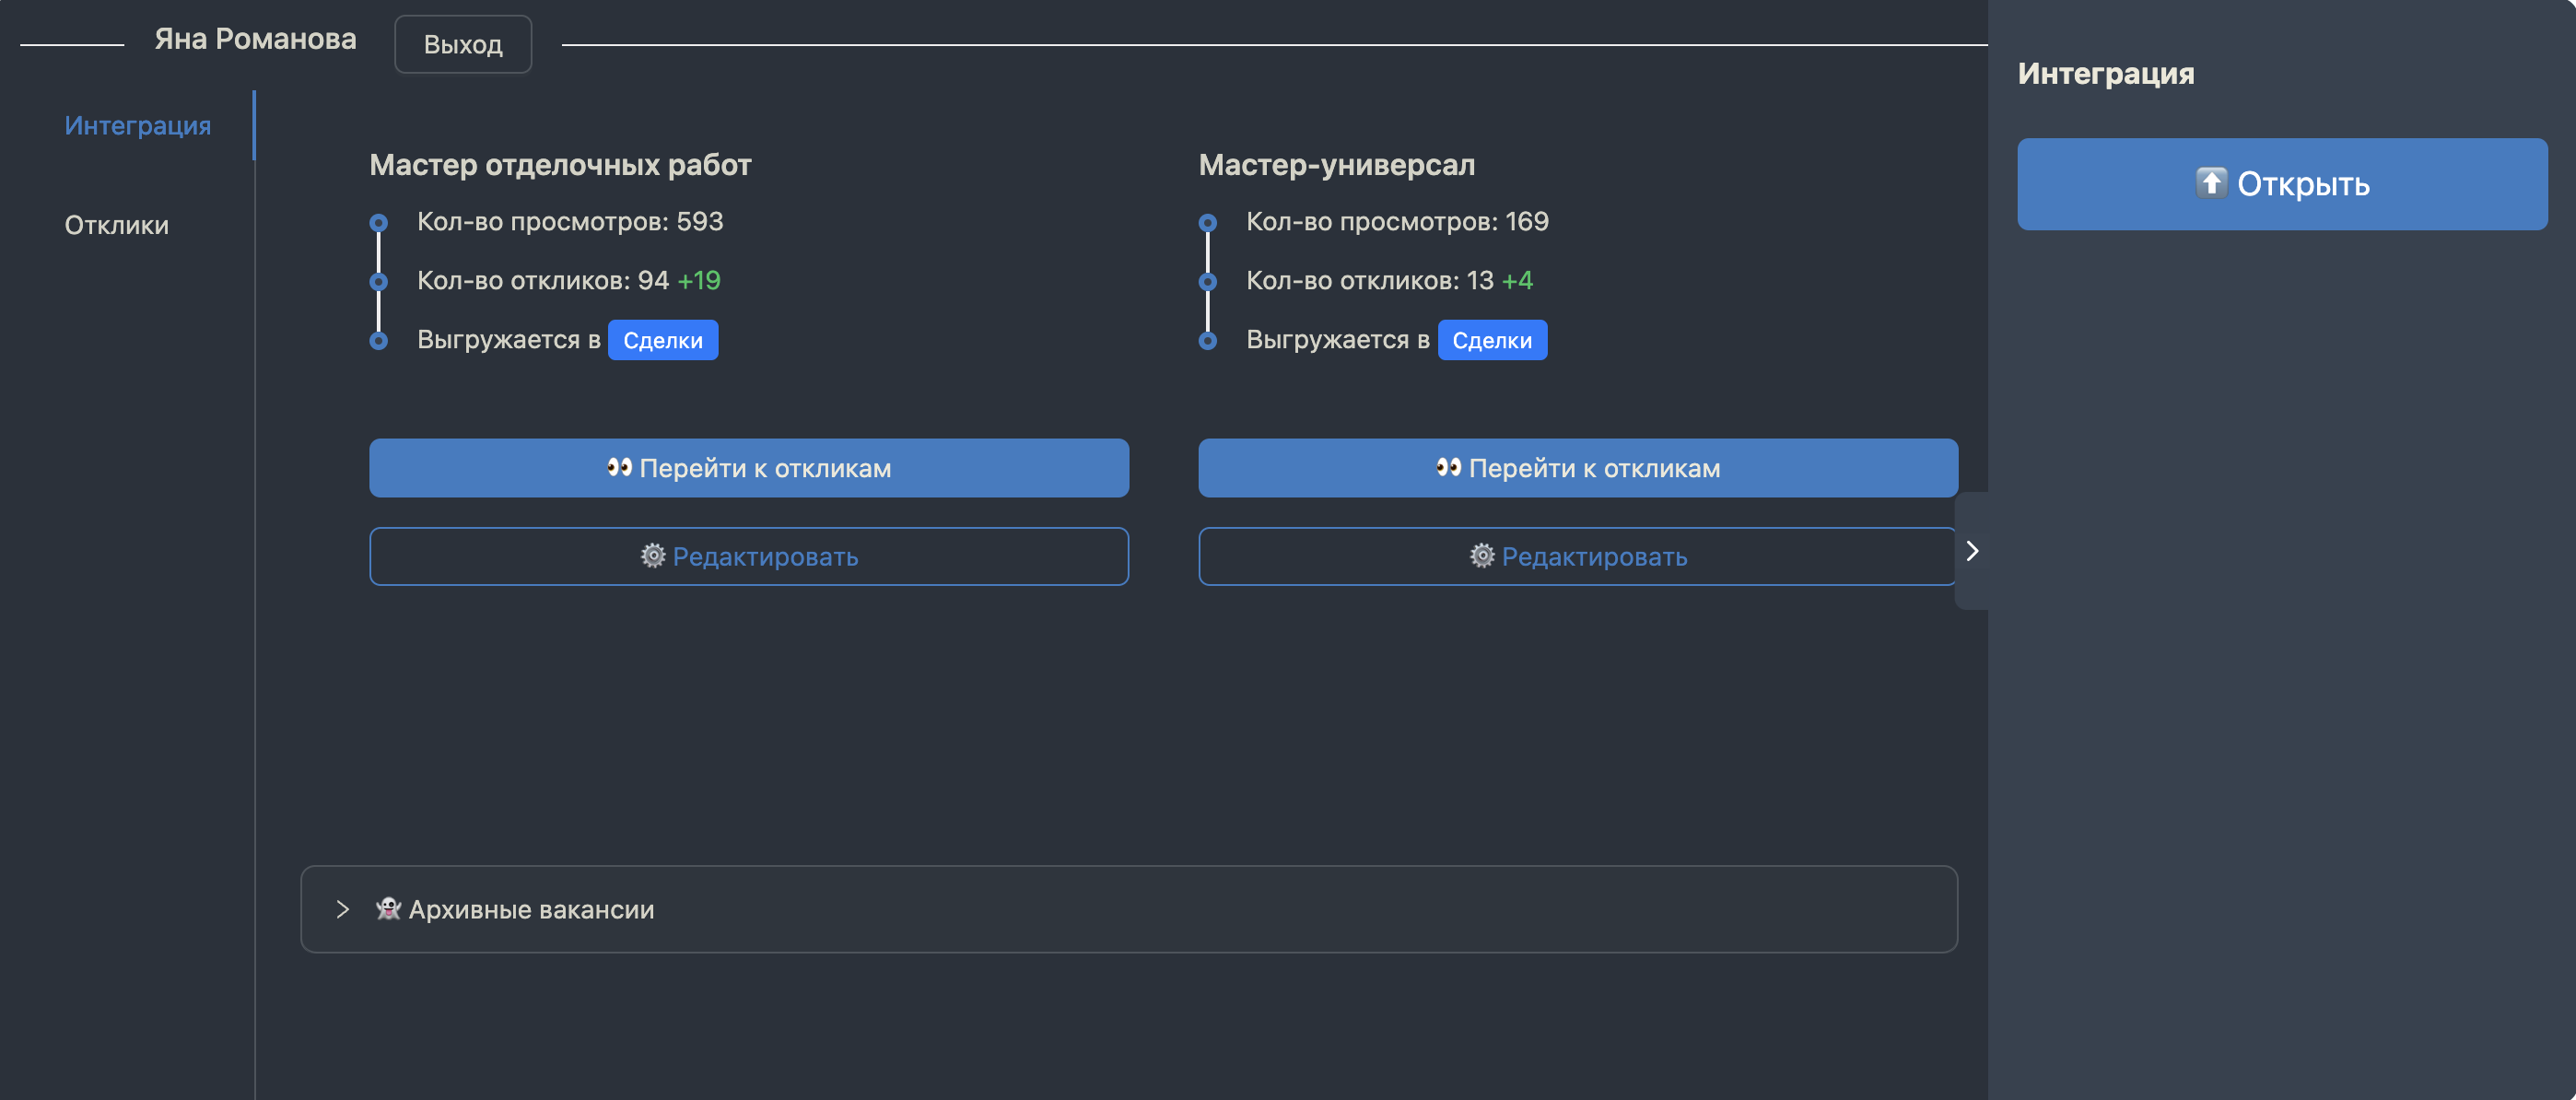 Яна Романова
Выход
Интеграция
Отклики
Мастер отделочных работ
Кол-во просмотров: 593
Кол-во откликов: 94 +19
Выгружается в Сделки
👀 Перейти к откликам
⚙️ Редактировать
Мастер-универсал
Кол-во просмотров: 169
Кол-во откликов: 13 +4
Выгружается в Сделки
👀 Перейти к откликам
⚙️ Редактировать
👻 Архивные вакансии
Интеграция
⬆️ Открыть